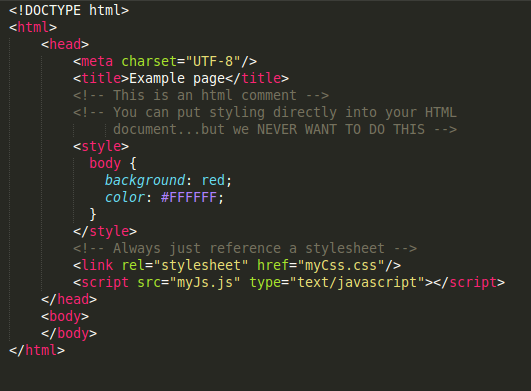 <!DOCTYPE html>
<html>
<head>
<meta charset="UTF-8"/>
<title>Example page</title>
<!-- This is an html comment -->
<!-- You can put styling directly into your HTML
document...but we NEVER WANT TO DO THIS -->
<style>
body {
background: red;
color: #FFFFFF;
}
</style>
<!-- Always just reference a stylesheet -->
<link rel="stylesheet" href="myCss.css"/>
<script src="myJs.js" type="text/javascript"></script>
</head>
<body>
</body>
</html>